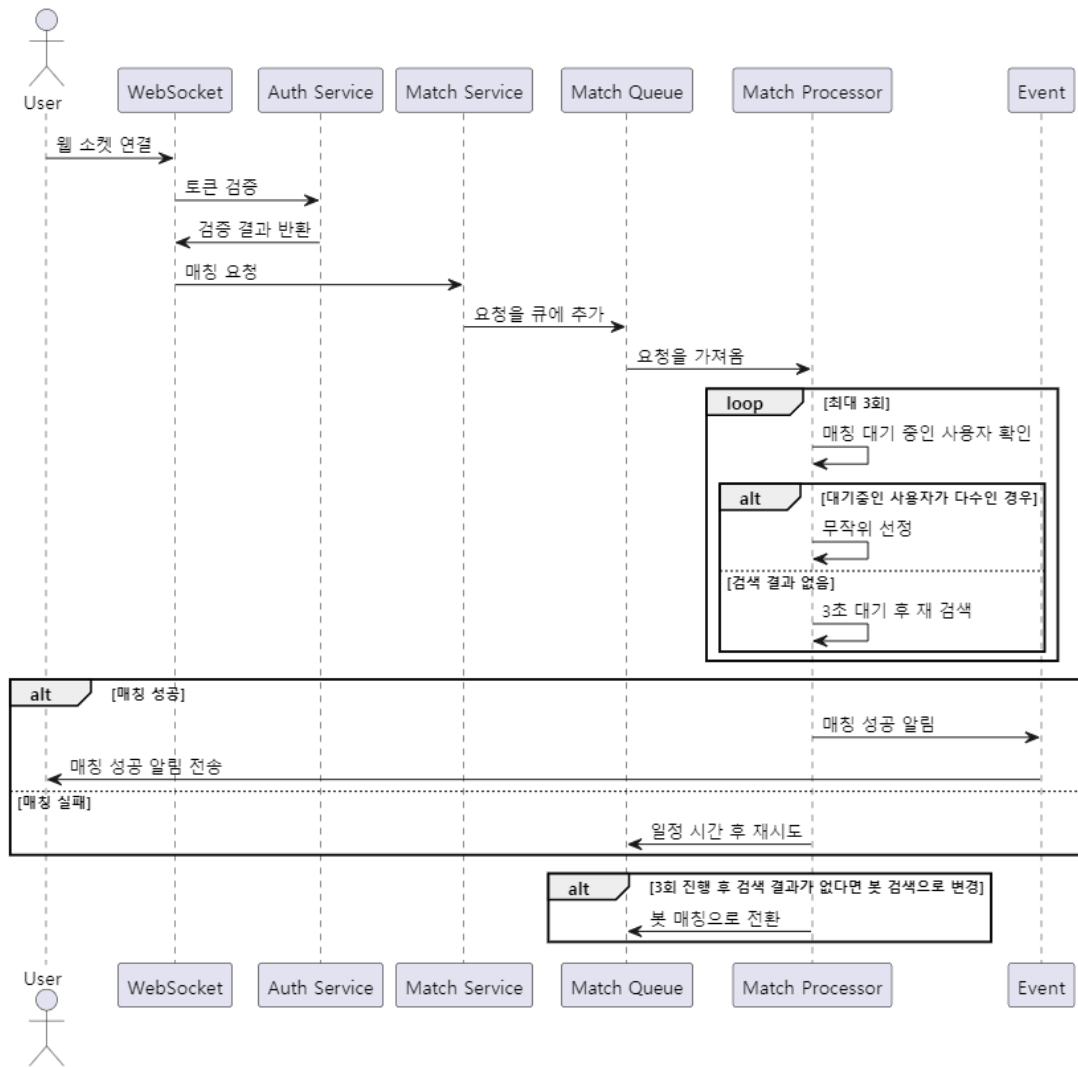 User
WebSocket
Auth Service
Match Service
Match Queue
Match Processor
Event
웹 소켓 연결
토큰 검증
검증 결과 반환
매칭 요청
요청을 큐에 추가
요청을 가져옴
loop [최대 3회]
매칭 대기 중인 사용자 확인
alt [대기중인 사용자가 다수인 경우]
무작위 선정
[검색 결과 없음]
3초 대기 후 재 검색
alt [매칭 성공]
매칭 성공 알림
매칭 성공 알림 전송
[매칭 실패]
일정 시간 후 재시도
alt [3회 진행 후 검색 결과가 없다면 봇 검색으로 변경]
봇 매칭으로 전환
User
WebSocket
Auth Service
Match Service
Match Queue
Match Processor
Event